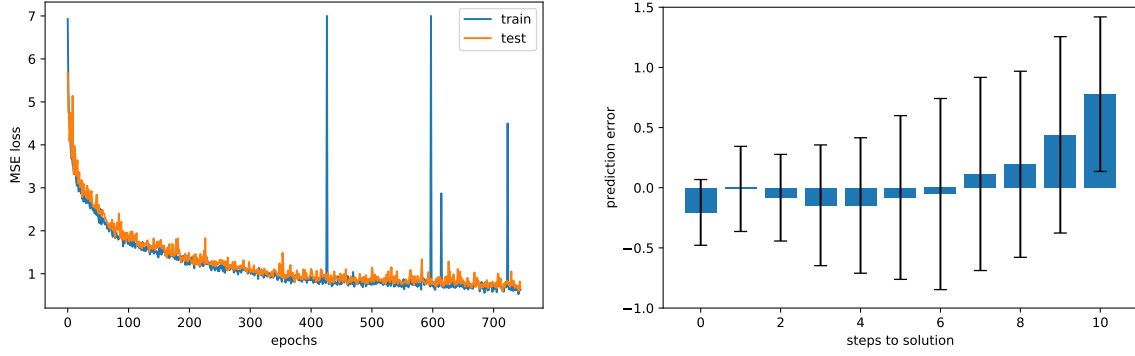 7
6
5
4
3
2
1
MSE loss
0 100 200 300 400 500 600 700
epochs
train
test
1.5
1.0
0.5
0.0
−0.5
−1.0
prediction error
0 2 4 6 8 10
steps to solution